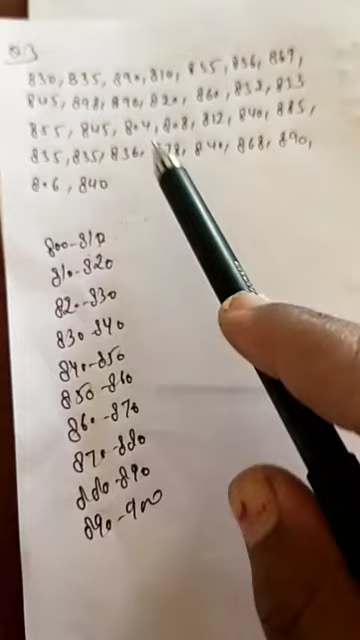 Q3
830, 835, 890, 810, 835, 836, 869,
845, 898, 890, 820, 860, 832, 833
855, 845, 804, 808, 812, 840, 885,
835, 835, 836, 878, 840, 868, 890,
806, 840
800-810
810-820
820-830
830-840
840-850
850-860
860-870
870-880
880-890
890-900